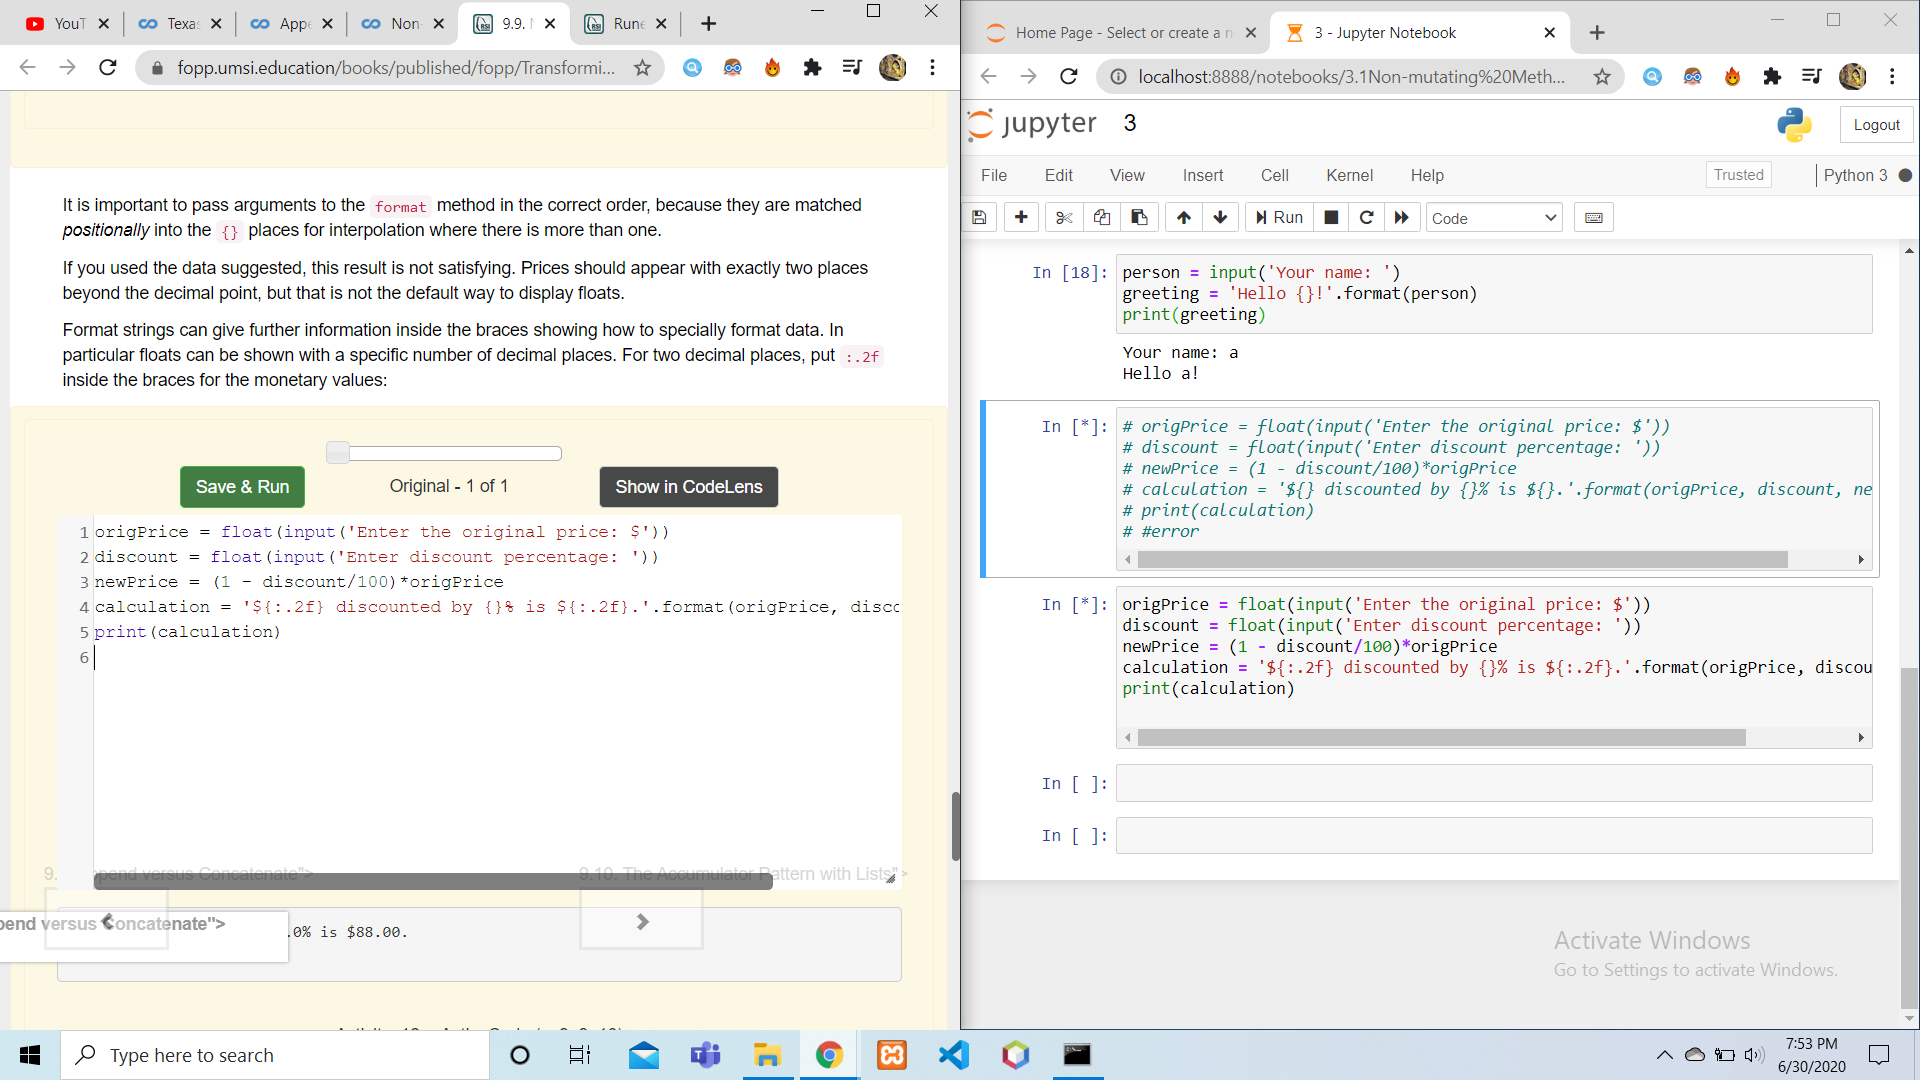 YouT
Texa
Appe
Non-
9.9.
Rune
fopp.umsi.education/books/published/fopp/Transformi...
It is important to pass arguments to the format method in the correct order, because they are matched
positionally into the {} places for interpolation where there is more than one.
If you used the data suggested, this result is not satisfying. Prices should appear with exactly two places
beyond the decimal point, but that is not the default way to display floats.
Format strings can give further information inside the braces showing how to specially format data. In
particular floats can be shown with a specific number of decimal places. For two decimal places, put :.2f
inside the braces for the monetary values:
Save & Run
Original - 1 of 1
Show in CodeLens
1 origPrice = float(input('Enter the original price: $'))
2 discount = float(input('Enter discount percentage: '))
3 newPrice = (1 - discount/100)*origPrice
4 calculation = '${:.2f} discounted by {}% is ${:.2f}.'.format(origPrice, disc
5 print(calculation)
6
9. pend versus Concatenate">
9.10. The Accumulator Pattern with Lists" >
pend versus Concatenate">
.0% is $88.00.
Home Page - Select or create a n
3 - Jupyter Notebook
localhost:8888/notebooks/3.1Non-mutating%20Meth...
jupyter 3
Logout
File Edit View Insert Cell Kernel Help
Trusted
Python 3
Run
Code
In [18]:
person = input('Your name: ')
greeting = 'Hello {}!'.format(person)
print(greeting)
Your name: a
Hello a!
In [*]:
# origPrice = float(input('Enter the original price: $'))
# discount = float(input('Enter discount percentage: '))
# newPrice = (1 - discount/100)*origPrice
# calculation = '${} discounted by {}% is ${}.'.format(origPrice, discount, ne
# print(calculation)
# #error
In [*]:
origPrice = float(input('Enter the original price: $'))
discount = float(input('Enter discount percentage: '))
newPrice = (1 - discount/100)*origPrice
calculation = '${:.2f} discounted by {}% is ${:.2f}.'.format(origPrice, discou
print(calculation)
In [ ]:
In [ ]:
Activate Windows
Go to Settings to activate Windows.
Type here to search
7:53 PM
6/30/2020